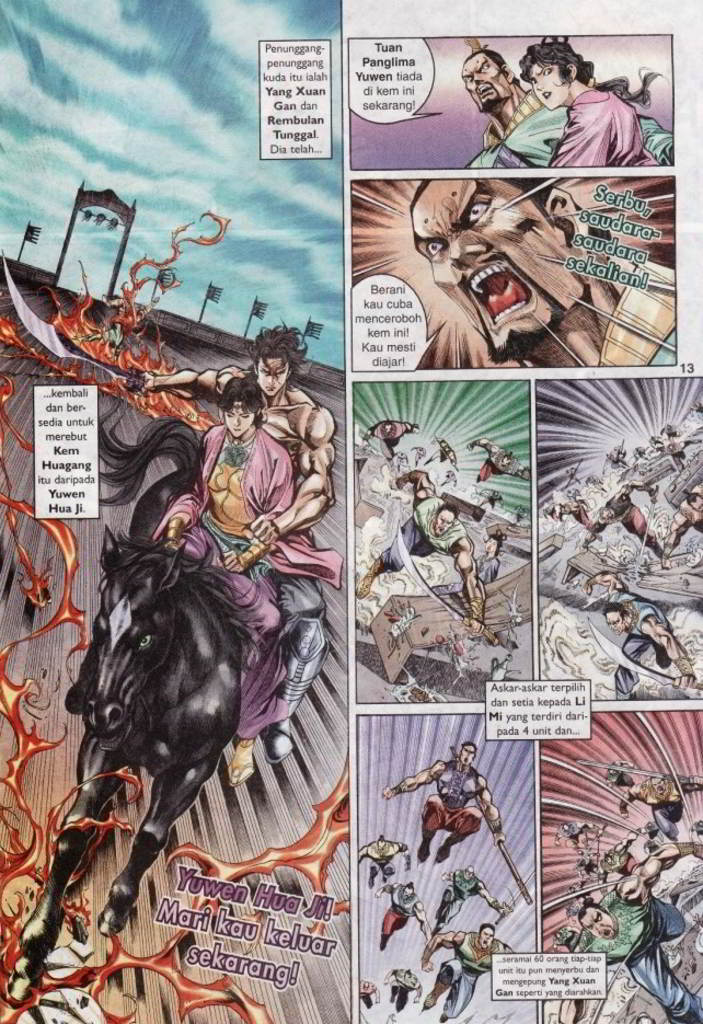 Penunggang-
penunggang
kuda itu ialah
Yang Xuan
Gan dan
Rembulan
Tunggal.
Dia telah...
...kembali
dan ber-
sedia untuk
merebut
Kem
Huagang
itu daripada
Yuwen
Hua Ji.
Yuwen Hua Ji!
Mari kau keluar
sekarang!
Tuan
Panglima
Yuwen tiada
di kem ini
sekarang!
Serbu,
saudara-
saudara
sekalian!
Berani
kau cuba
menceroboh
kem ini!
Kau mesti
diajar!
13
Askar-askar terpilih
dan setia kepada Li
Mi yang terdiri dari-
pada 4 unit dan...
...seramai 60 orang tiap-tiap
unit itu pun menyerbu dan
mengepung Yang Xuan
Gan seperti yang diarahkan.